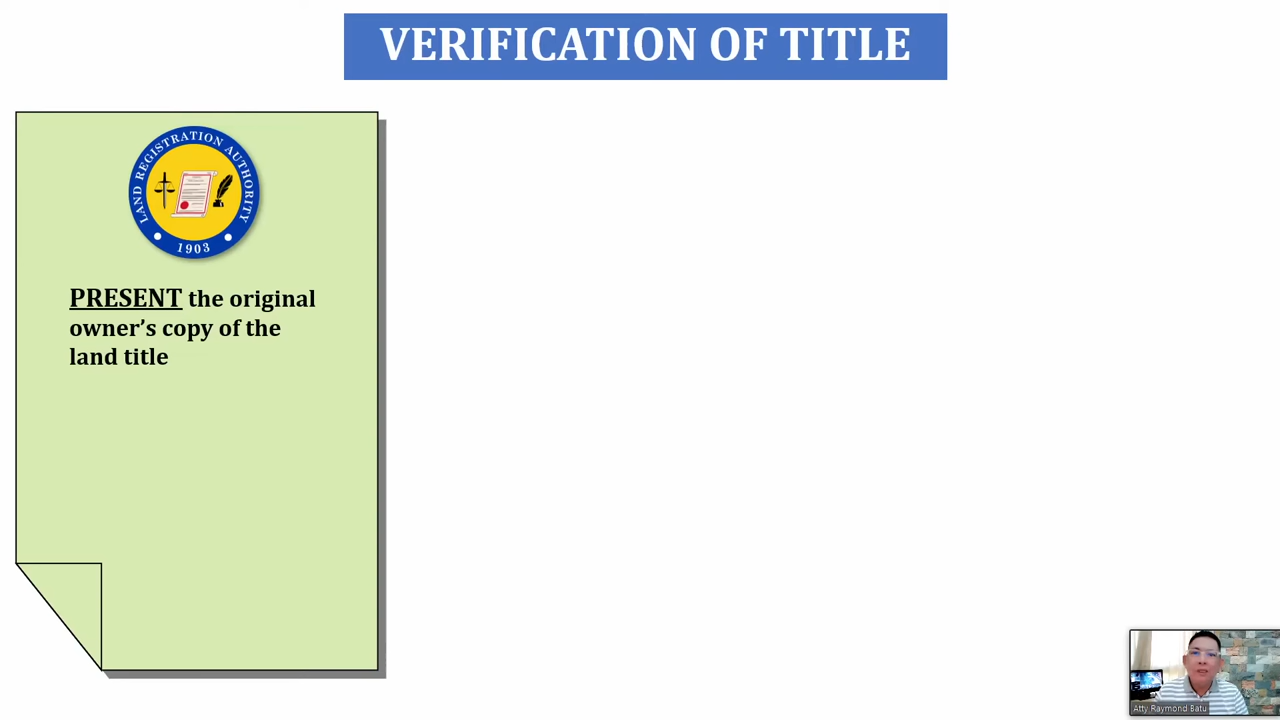 VERIFICATION OF TITLE
LAND REGISTRATION AUTHORITY
1903
PRESENT the original
owner’s copy of the
land title
Atty Raymond Batu